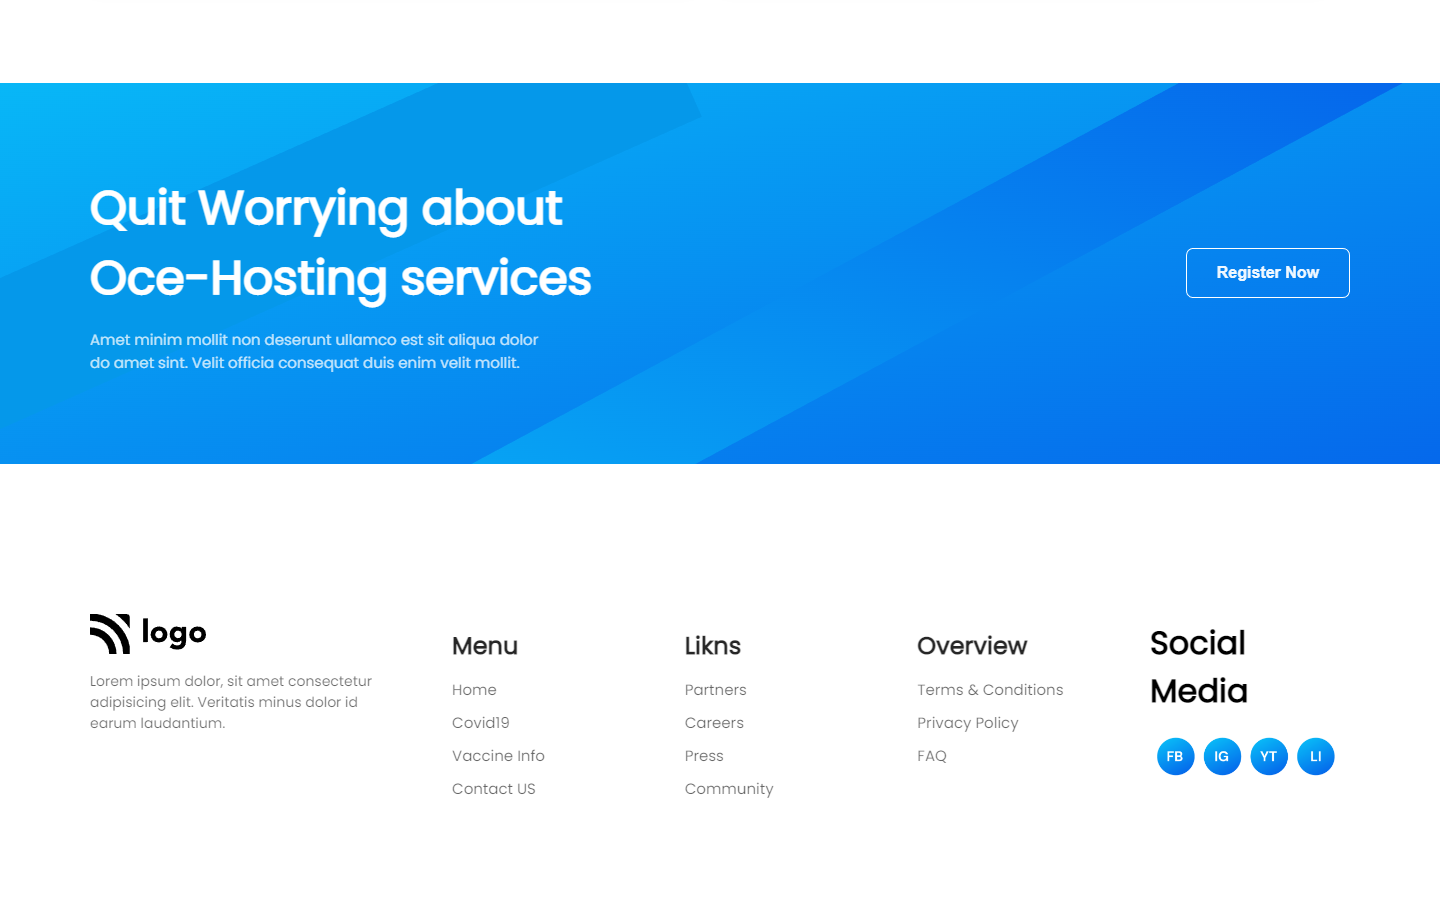 Quit Worrying about
Oce-Hosting services
Amet minim mollit non deserunt ullamco est sit aliqua dolor
do amet sint. Velit officia consequat duis enim velit mollit.
Register Now
logo
Lorem ipsum dolor, sit amet consectetur
adipisicing elit. Veritatis minus dolor id
earum laudantium.
Menu
Home
Covid19
Vaccine Info
Contact US
Likns
Partners
Careers
Press
Community
Overview
Terms & Conditions
Privacy Policy
FAQ
Social
Media
FB IG YT LI